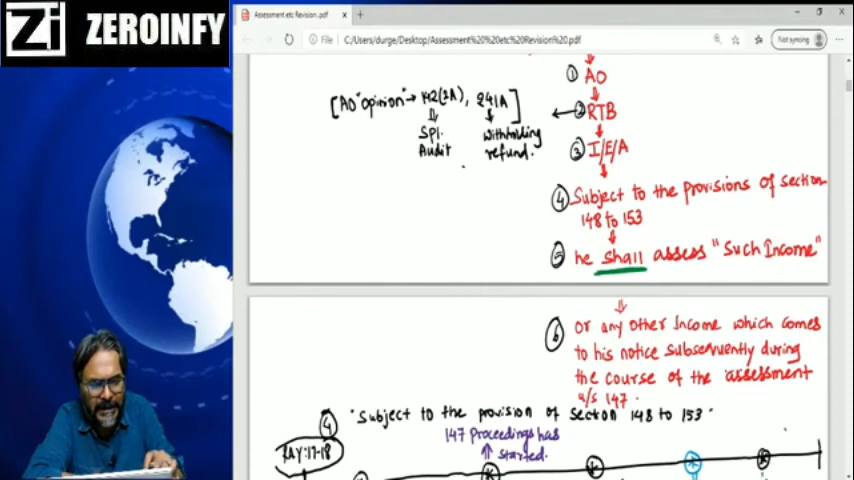 Zi ZEROINFY
Assessment etc Revision.pdf
File | C:/Users/durge/Desktop/Assessment%20%20etc%20Revision%20.pdf
Not syncing
① AO
[AO "opinion" → 142(2A), 241A]
② RTB
Spl. Withholding
Audit refund.
③ I/E/A
④ Subject to the provisions of section
148 to 153
⑤ he shall assess "Such Income"
⑥ Or any other Income which comes
to his notice subsequently during
the course of the assessment
u/s 147.
④ "Subject to the provision of Section 148 to 153"
147 Proceedings has
started.
AY:17-18